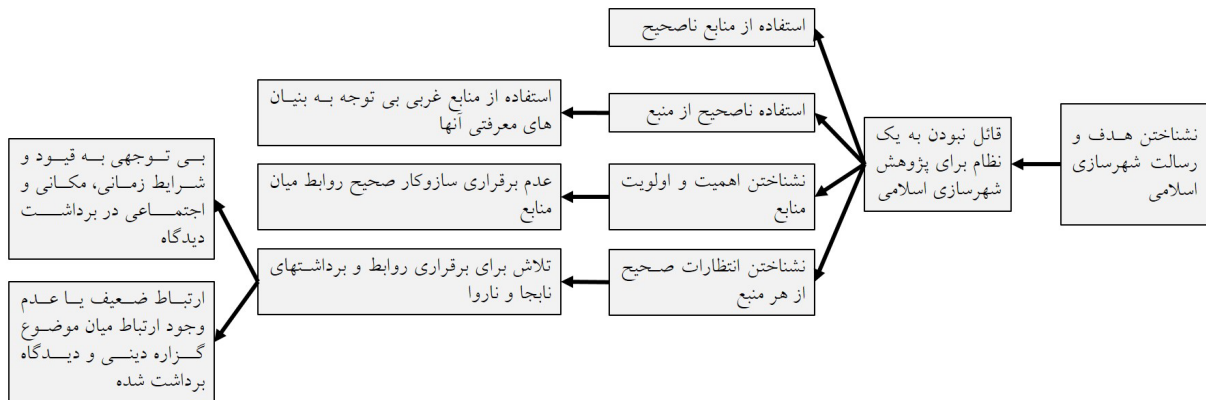 نشناختن هدف و
رسالت شهرسازی
اسلامی
قائل نبودن به یک
نظام برای پژوهش
شهرسازی اسلامی
استفاده از منابع ناصحیح
استفاده ناصحیح از منبع
نشناختن اهمیت و اولویت
منابع
نشناختن انتظارات صحیح
از هر منبع
استفاده از منابع غربی بی توجه به بنیان
های معرفتی آنها
عدم برقراری سازوکار صحیح روابط میان
منابع
تلاش برای برقراری روابط و برداشتهای
نابجا و ناروا
بی توجهی به قیود و
شرایط زمانی، مکانی و
اجتماعی در برداشت
دیدگاه
ارتباط ضعیف یا عدم
وجود ارتباط میان موضوع
گزاره دینی و دیدگاه
برداشت شده